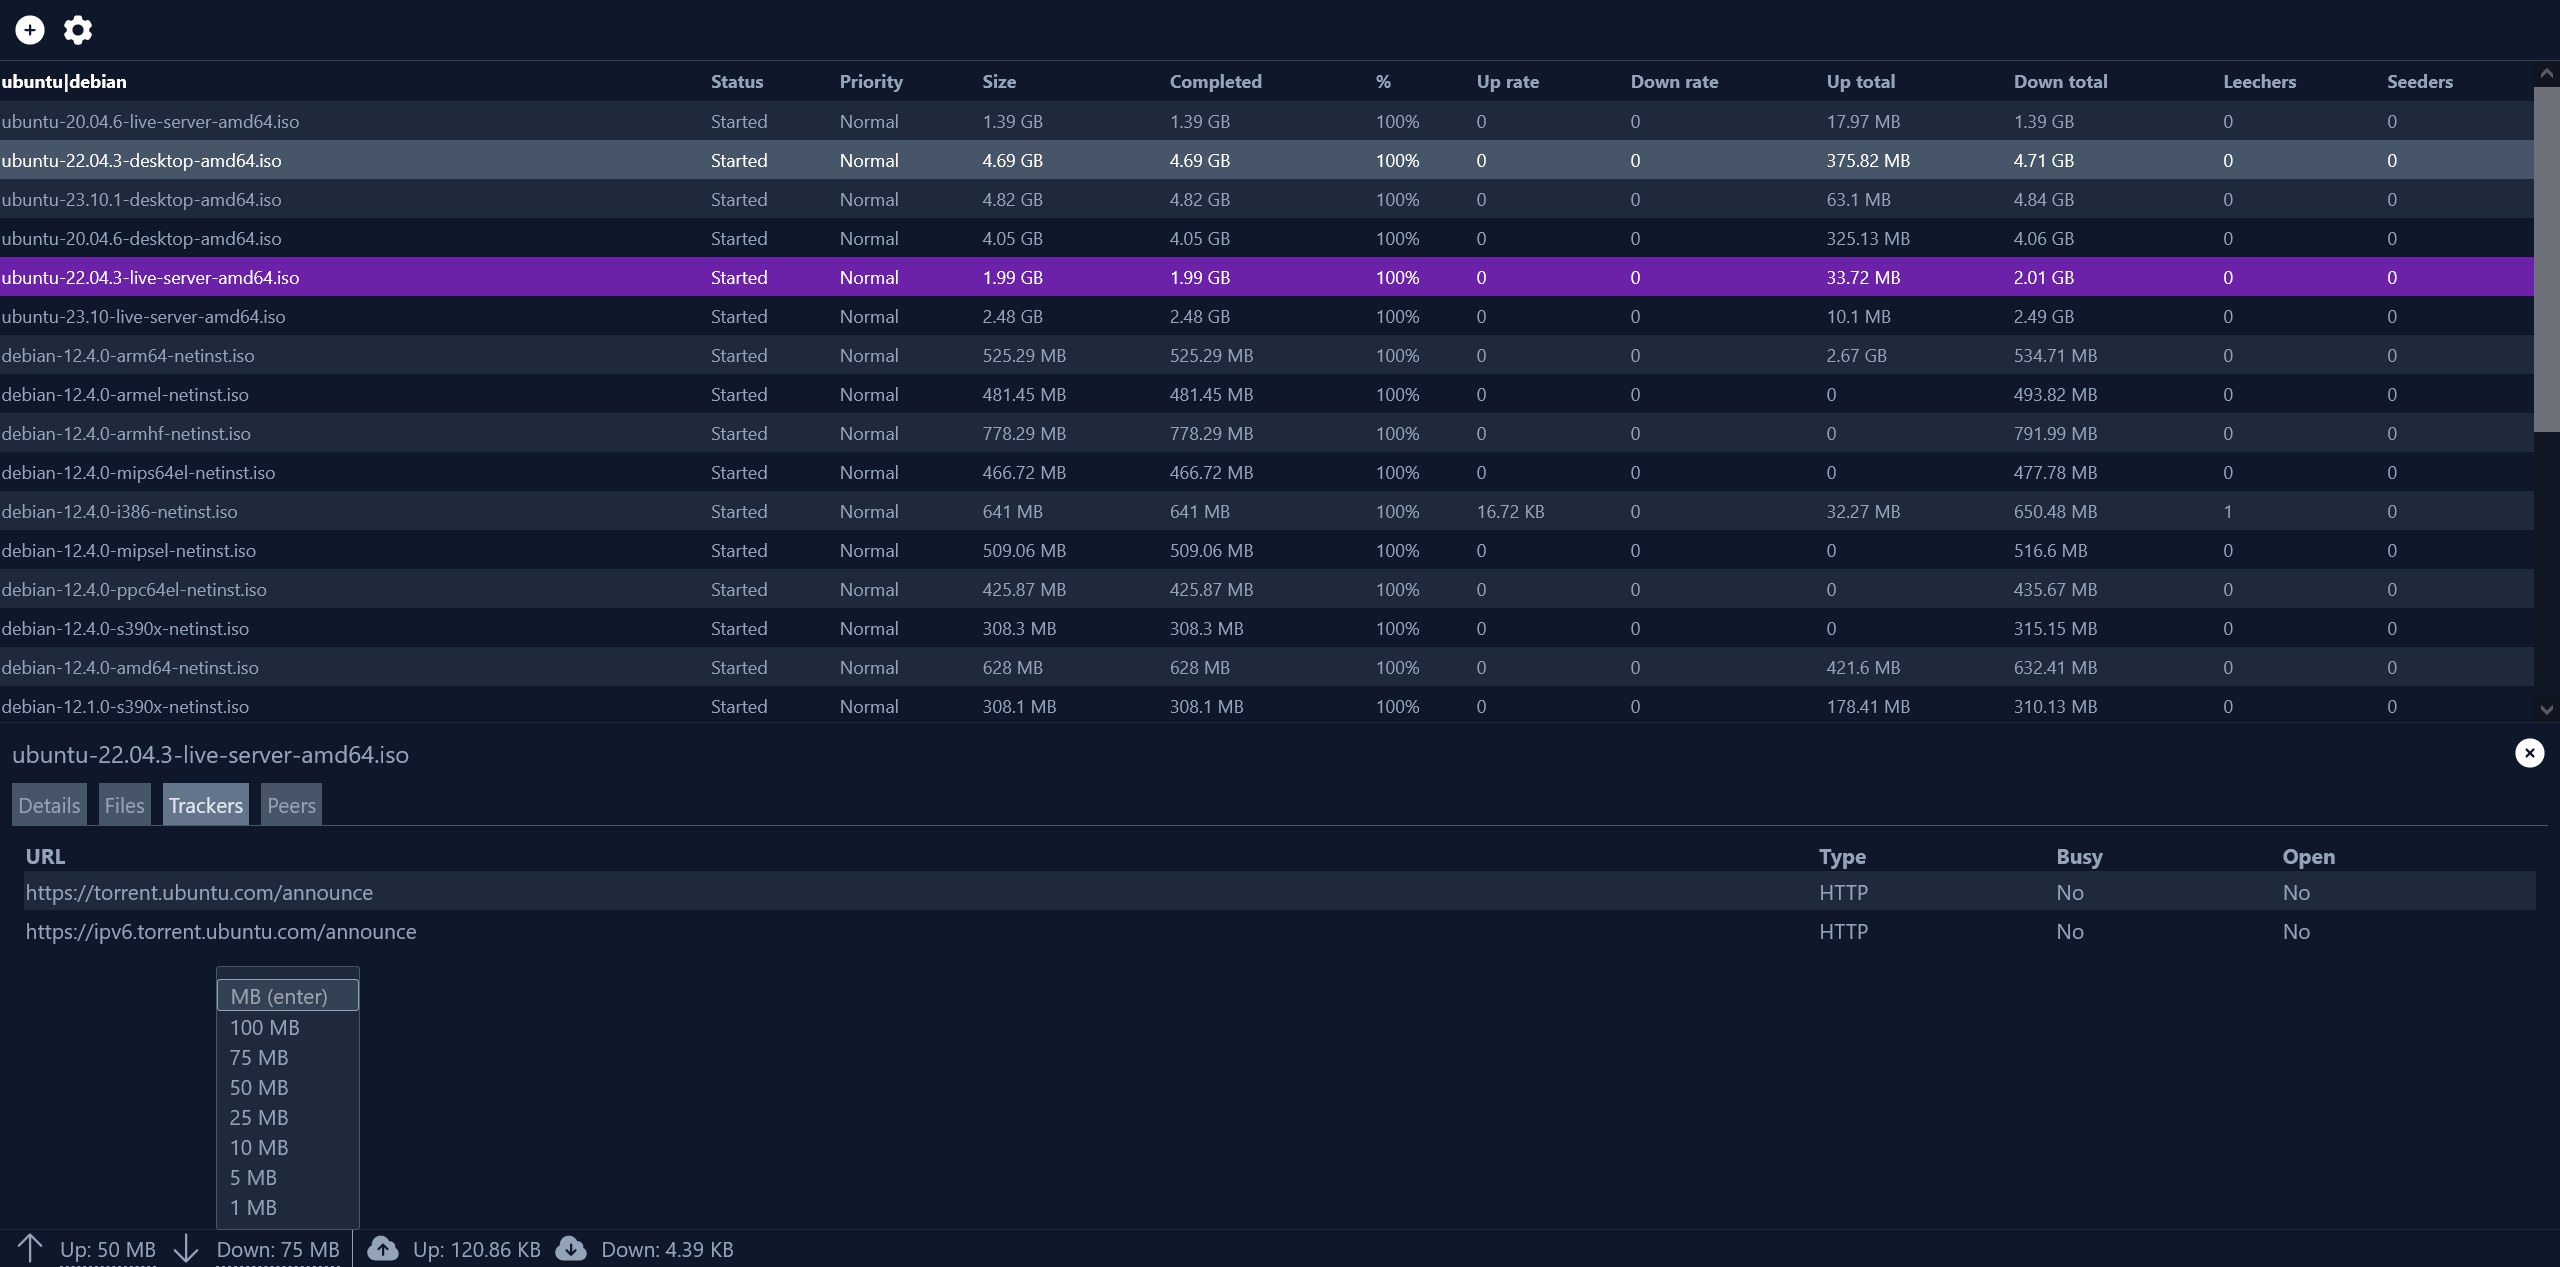 ubuntu|debian Status Priority Size Completed % Up rate Down rate Up total Down total Leechers Seeders
ubuntu-20.04.6-live-server-amd64.iso Started Normal 1.39 GB 1.39 GB 100% 0 0 17.97 MB 1.39 GB 0 0
ubuntu-22.04.3-desktop-amd64.iso Started Normal 4.69 GB 4.69 GB 100% 0 0 375.82 MB 4.71 GB 0 0
ubuntu-23.10.1-desktop-amd64.iso Started Normal 4.82 GB 4.82 GB 100% 0 0 63.1 MB 4.84 GB 0 0
ubuntu-20.04.6-desktop-amd64.iso Started Normal 4.05 GB 4.05 GB 100% 0 0 325.13 MB 4.06 GB 0 0
ubuntu-22.04.3-live-server-amd64.iso Started Normal 1.99 GB 1.99 GB 100% 0 0 33.72 MB 2.01 GB 0 0
ubuntu-23.10-live-server-amd64.iso Started Normal 2.48 GB 2.48 GB 100% 0 0 10.1 MB 2.49 GB 0 0
debian-12.4.0-arm64-netinst.iso Started Normal 525.29 MB 525.29 MB 100% 0 0 2.67 GB 534.71 MB 0 0
debian-12.4.0-armel-netinst.iso Started Normal 481.45 MB 481.45 MB 100% 0 0 0 493.82 MB 0 0
debian-12.4.0-armhf-netinst.iso Started Normal 778.29 MB 778.29 MB 100% 0 0 0 791.99 MB 0 0
debian-12.4.0-mips64el-netinst.iso Started Normal 466.72 MB 466.72 MB 100% 0 0 0 477.78 MB 0 0
debian-12.4.0-i386-netinst.iso Started Normal 641 MB 641 MB 100% 16.72 KB 0 32.27 MB 650.48 MB 1 0
debian-12.4.0-mipsel-netinst.iso Started Normal 509.06 MB 509.06 MB 100% 0 0 0 516.6 MB 0 0
debian-12.4.0-ppc64el-netinst.iso Started Normal 425.87 MB 425.87 MB 100% 0 0 0 435.67 MB 0 0
debian-12.4.0-s390x-netinst.iso Started Normal 308.3 MB 308.3 MB 100% 0 0 0 315.15 MB 0 0
debian-12.4.0-amd64-netinst.iso Started Normal 628 MB 628 MB 100% 0 0 421.6 MB 632.41 MB 0 0
debian-12.1.0-s390x-netinst.iso Started Normal 308.1 MB 308.1 MB 100% 0 0 178.41 MB 310.13 MB 0 0
ubuntu-22.04.3-live-server-amd64.iso
Details Files Trackers Peers
URL Type Busy Open
https://torrent.ubuntu.com/announce HTTP No No
https://ipv6.torrent.ubuntu.com/announce HTTP No No
MB (enter)
100 MB
75 MB
50 MB
25 MB
10 MB
5 MB
1 MB
Up: 50 MB Down: 75 MB Up: 120.86 KB Down: 4.39 KB